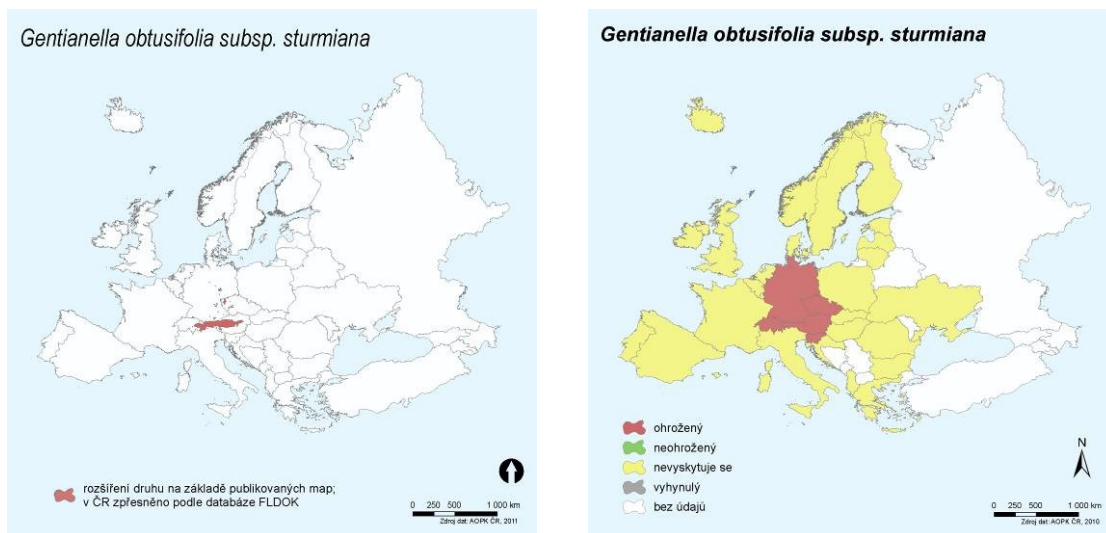 Gentianella obtusifolia subsp. sturmiana
rozšíření druhu na základě publikovaných map;
v ČR zpřesněno podle databáze FLDOK
0 250 500 1 000 km
Zdroj dat: AOPK ČR, 2011
Gentianella obtusifolia subsp. sturmiana
ohrožený
neohrožený
nevyskytuje se
vyhynulý
bez údajů
N
0 250 500 1 000 km
Zdroj dat: AOPK ČR, 2010